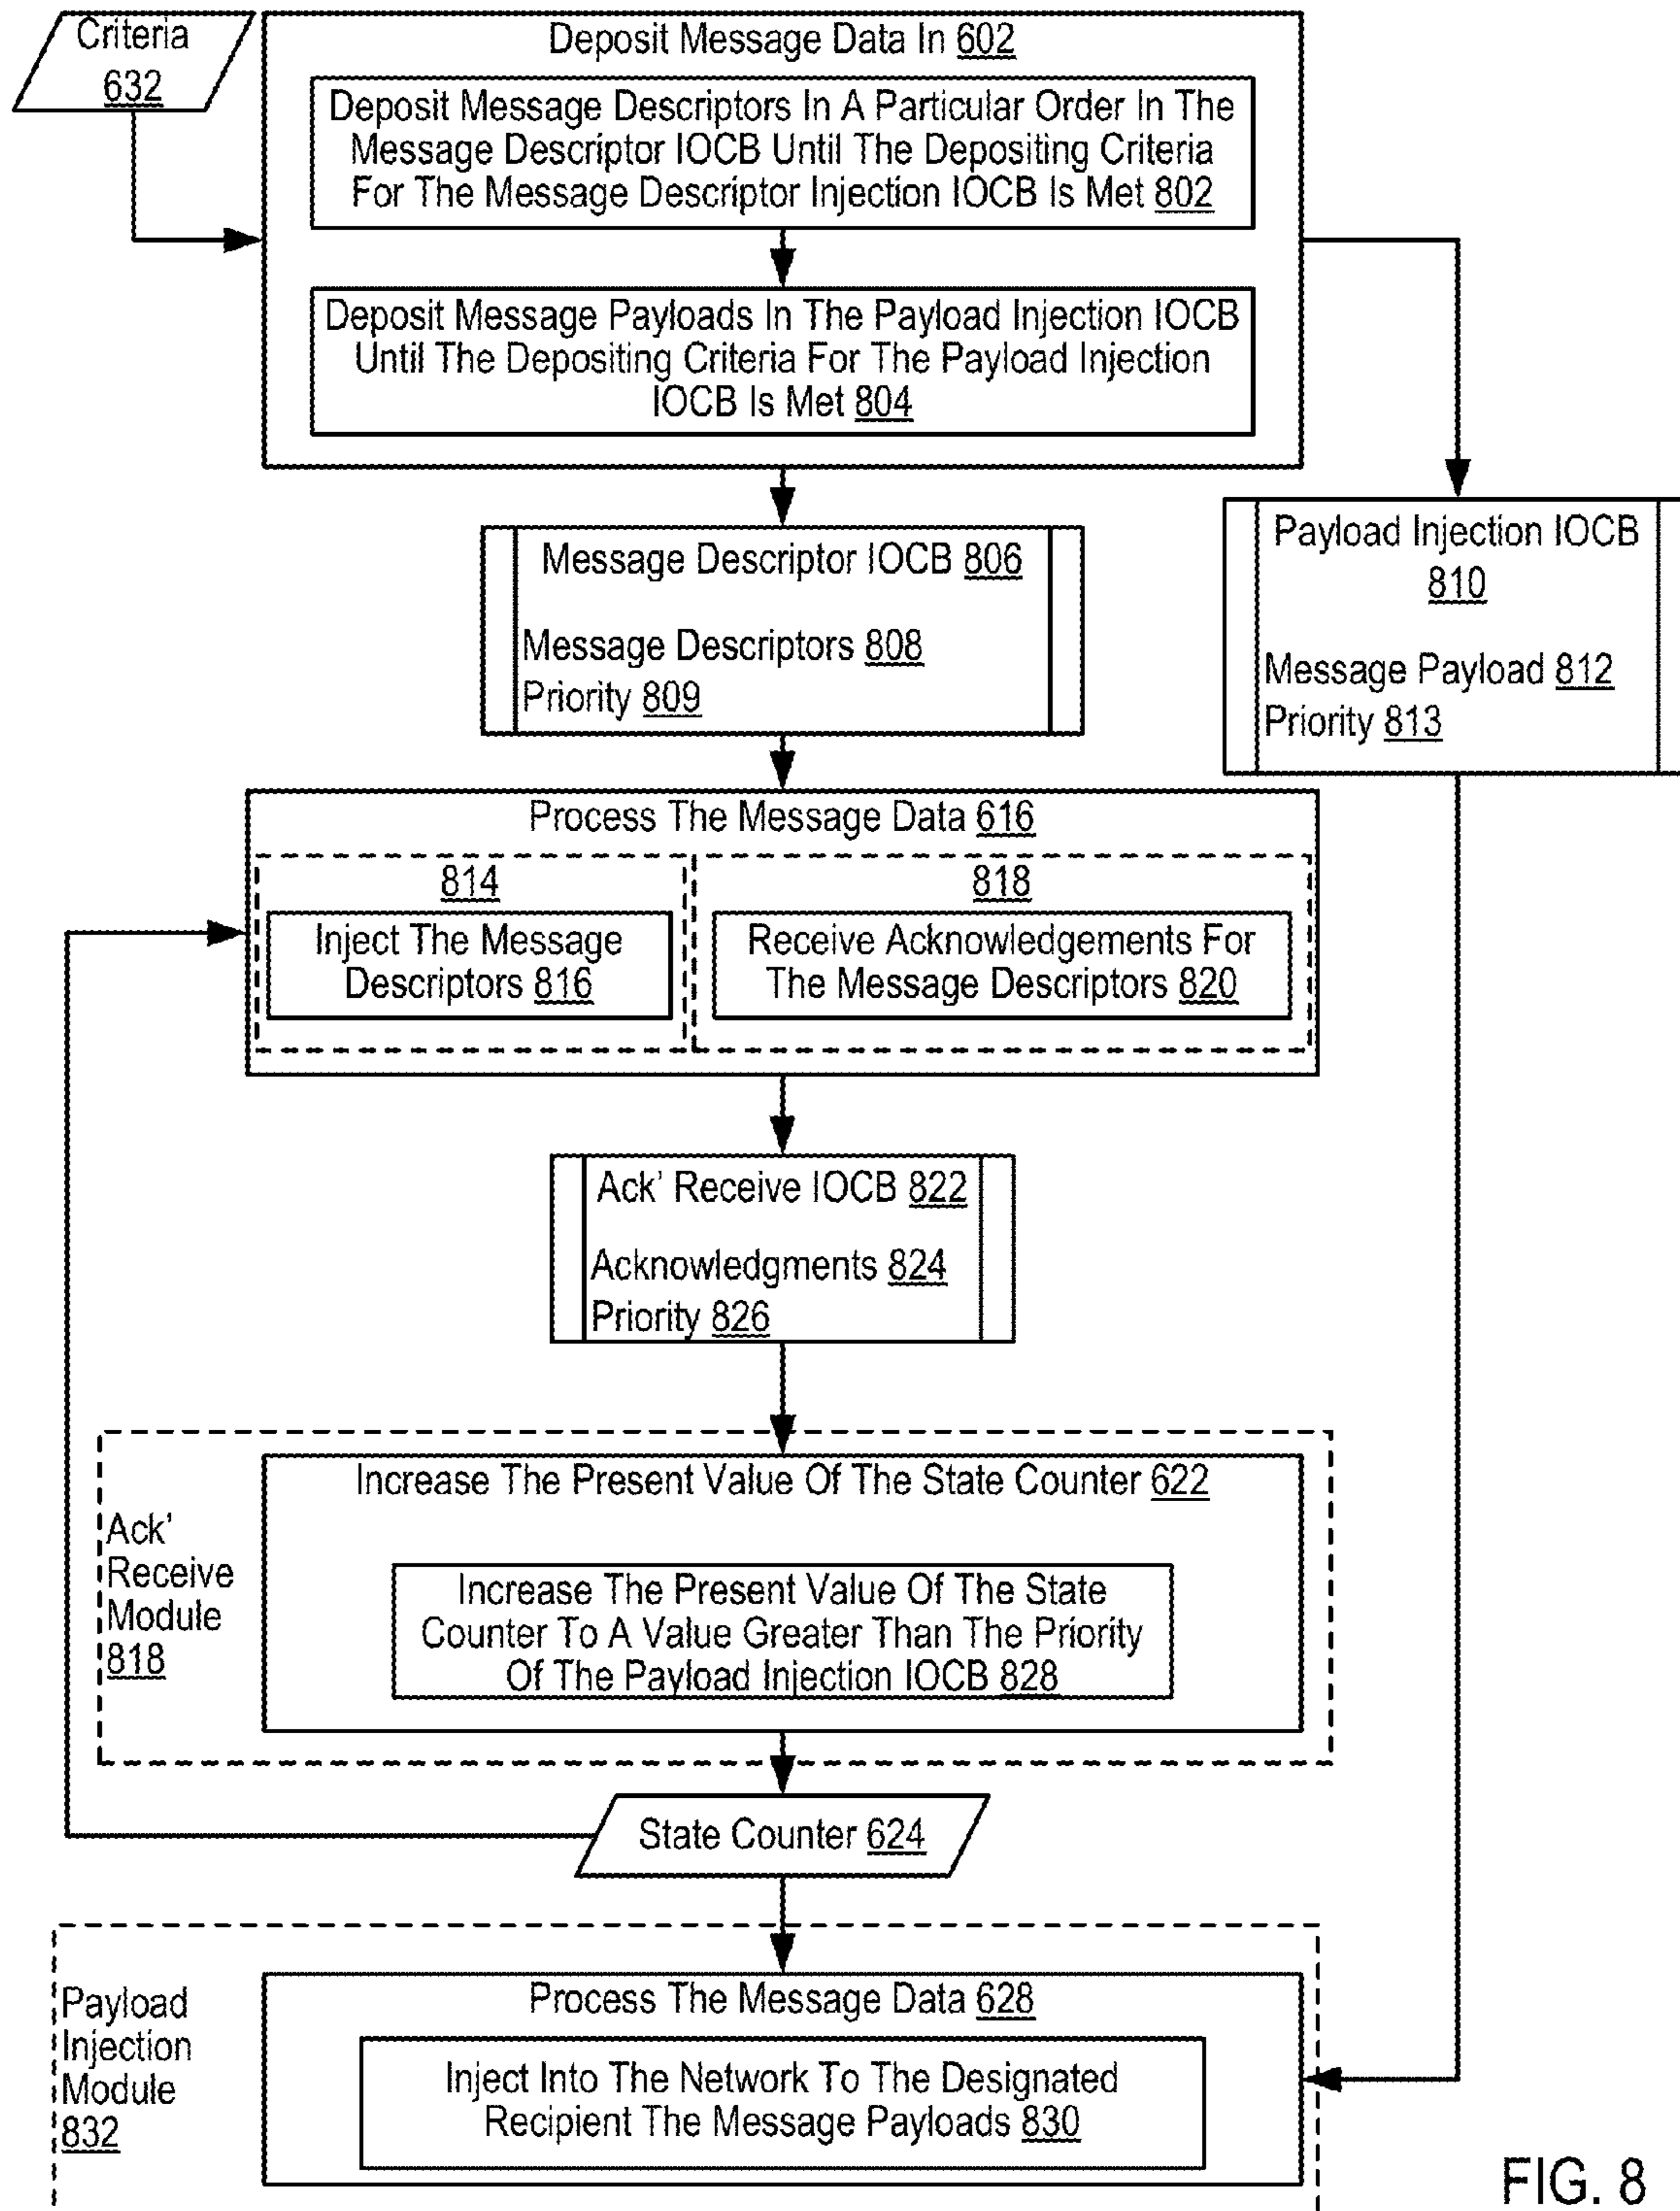 Criteria
632
Deposit Message Data In 602
Deposit Message Descriptors In A Particular Order In The
Message Descriptor IOCB Until The Depositing Criteria
For The Message Descriptor Injection IOCB Is Met 802
Deposit Message Payloads In The Payload Injection IOCB
Until The Depositing Criteria For The Payload Injection
IOCB Is Met 804
Message Descriptor IOCB 806
Message Descriptors 808
Priority 809
Payload Injection IOCB
810
Message Payload 812
Priority 813
Process The Message Data 616
814
Inject The Message
Descriptors 816
818
Receive Acknowledgements For
The Message Descriptors 820
Ack' Receive IOCB 822
Acknowledgments 824
Priority 826
Ack'
Receive
Module
818
Increase The Present Value Of The State Counter 622
Increase The Present Value Of The State
Counter To A Value Greater Than The Priority
Of The Payload Injection IOCB 828
State Counter 624
Payload
Injection
Module
832
Process The Message Data 628
Inject Into The Network To The Designated
Recipient The Message Payloads 830
FIG. 8